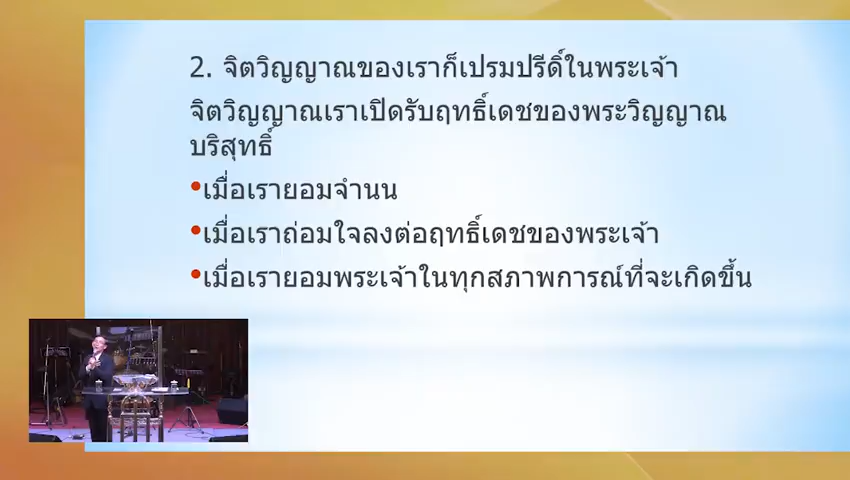 2. จิตวิญญาณของเราก็เปรมปรีดิ์ในพระเจ้า
จิตวิญญาณเราเปิดรับฤทธิ์เดชของพระวิญญาณ
บริสุทธิ์
•เมื่อเรายอมจำนน
•เมื่อเราถ่อมใจลงต่อฤทธิ์เดชของพระเจ้า
•เมื่อเรายอมพระเจ้าในทุกสภาพการณ์ที่จะเกิดขึ้น